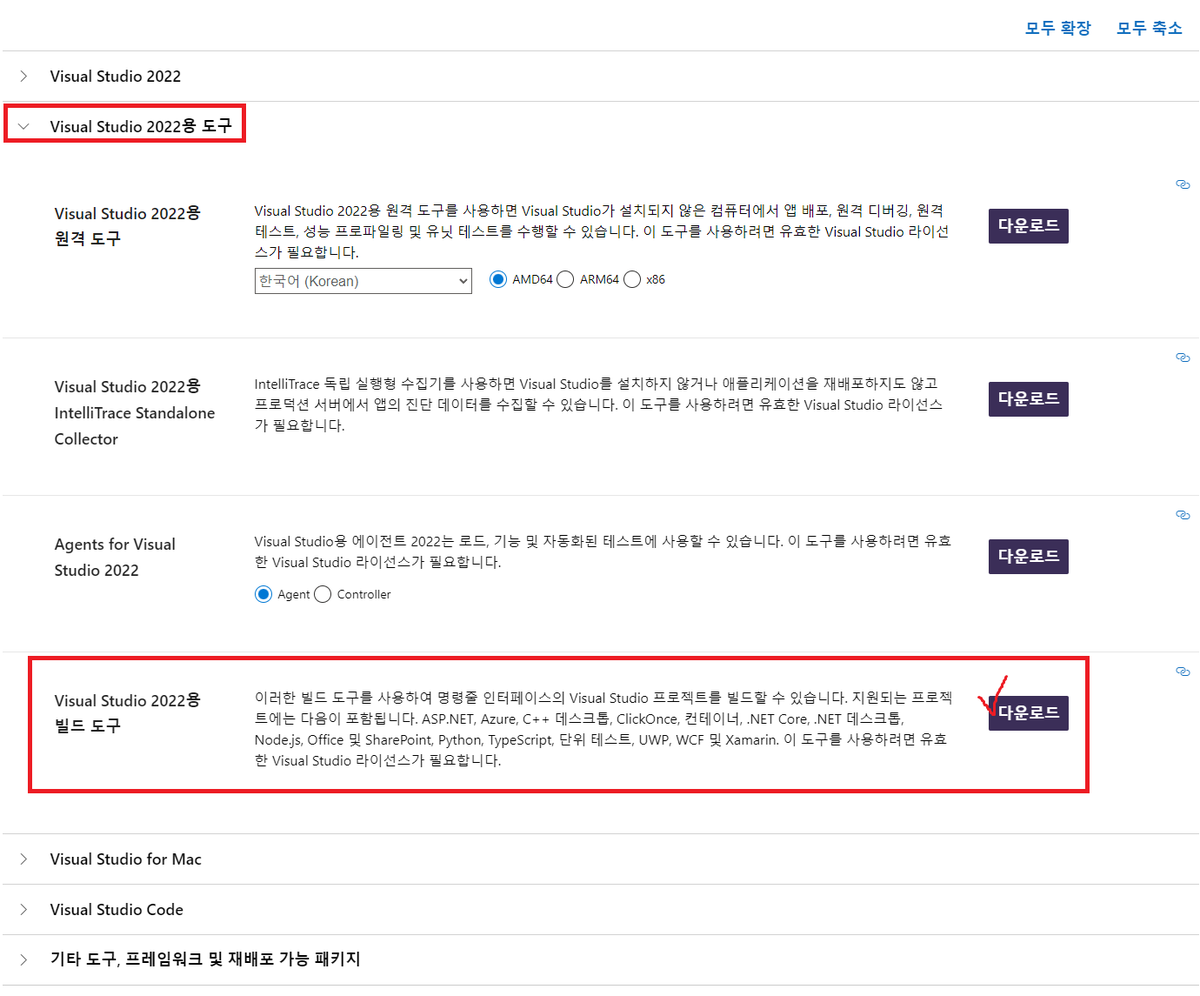 모두 확장 모두 축소
Visual Studio 2022
Visual Studio 2022용 도구
Visual Studio 2022용
원격 도구
Visual Studio 2022용 원격 도구를 사용하면 Visual Studio가 설치되지 않은 컴퓨터에서 앱 배포, 원격 디버깅, 원격
테스트, 성능 프로파일링 및 유닛 테스트를 수행할 수 있습니다. 이 도구를 사용하려면 유효한 Visual Studio 라이선
스가 필요합니다.
한국어 (Korean)
AMD64 ARM64 x86
다운로드
Visual Studio 2022용
IntelliTrace Standalone
Collector
IntelliTrace 독립 실행형 수집기를 사용하면 Visual Studio를 설치하지 않거나 애플리케이션을 재배포하지도 않고
프로덕션 서버에서 앱의 진단 데이터를 수집할 수 있습니다. 이 도구를 사용하려면 유효한 Visual Studio 라이선스
가 필요합니다.
다운로드
Agents for Visual
Studio 2022
Visual Studio용 에이전트 2022는 로드, 기능 및 자동화된 테스트에 사용할 수 있습니다. 이 도구를 사용하려면 유효
한 Visual Studio 라이선스가 필요합니다.
Agent Controller
다운로드
Visual Studio 2022용
빌드 도구
이러한 빌드 도구를 사용하여 명령줄 인터페이스의 Visual Studio 프로젝트를 빌드할 수 있습니다. 지원되는 프로젝
트에는 다음이 포함됩니다. ASP.NET, Azure, C++ 데스크톱, ClickOnce, 컨테이너, .NET Core, .NET 데스크톱,
Node.js, Office 및 SharePoint, Python, TypeScript, 단위 테스트, UWP, WCF 및 Xamarin. 이 도구를 사용하려면 유효
한 Visual Studio 라이선스가 필요합니다.
다운로드
Visual Studio for Mac
Visual Studio Code
기타 도구, 프레임워크 및 재배포 가능 패키지